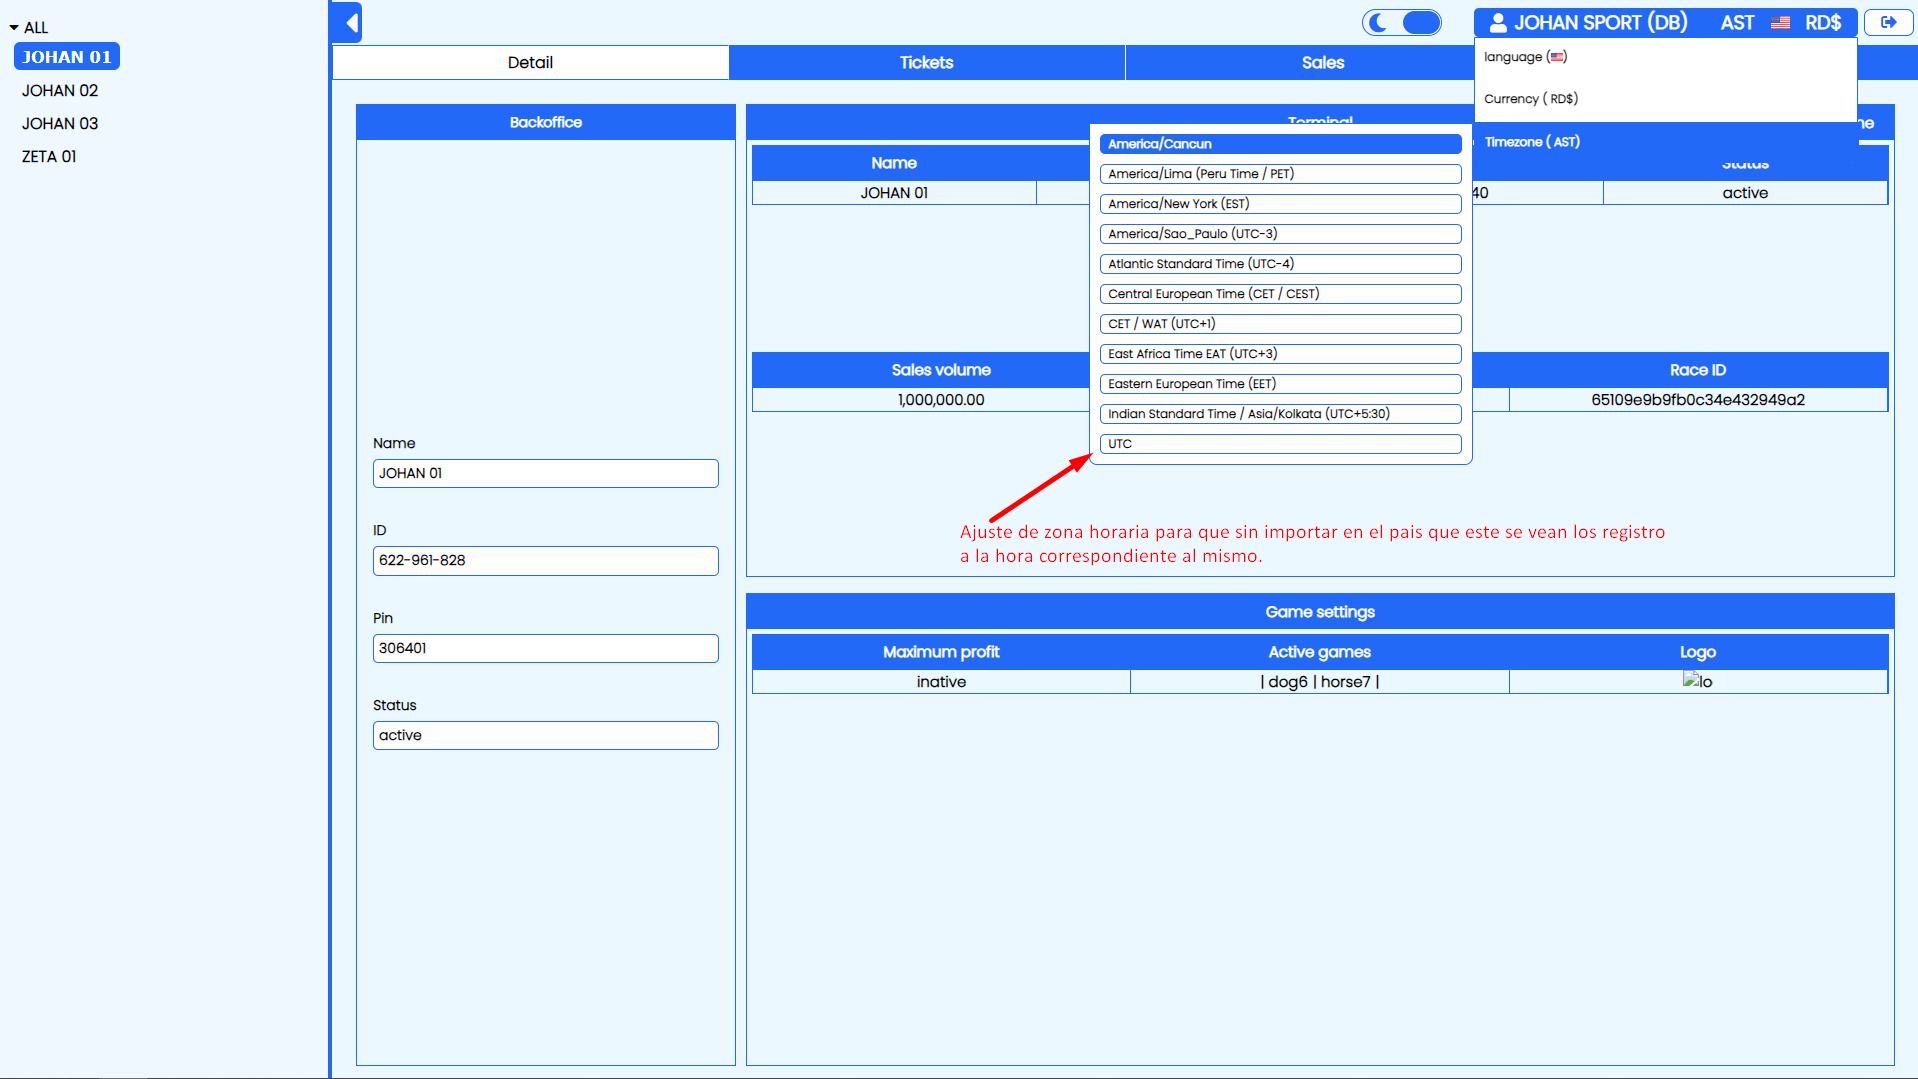 ALL
JOHAN 01
JOHAN 02
JOHAN 03
ZETA 01
JOHAN SPORT (DB) AST RD$
language ( )
Currency ( RD$)
Timezone ( AST)
Detail
Tickets
Sales
Backoffice
Name
JOHAN 01
ID
622-961-828
Pin
306401
Status
active
Terminal
Name
Status
JOHAN 01
40
active
America/Cancun
America/Lima (Peru Time / PET)
America/New York (EST)
America/Sao_Paulo (UTC-3)
Atlantic Standard Time (UTC-4)
Central European Time (CET / CEST)
CET / WAT (UTC+1)
East Africa Time EAT (UTC+3)
Eastern European Time (EET)
Indian Standard Time / Asia/Kolkata (UTC+5:30)
UTC
Sales volume
Race ID
1,000,000.00
65109e9b9fb0c34e432949a2
Ajuste de zona horaria para que sin importar en el pais que este se vean los registro
a la hora correspondiente al mismo.
Game settings
Maximum profit
Active games
Logo
inative
| dog6 | horse7 |
lo